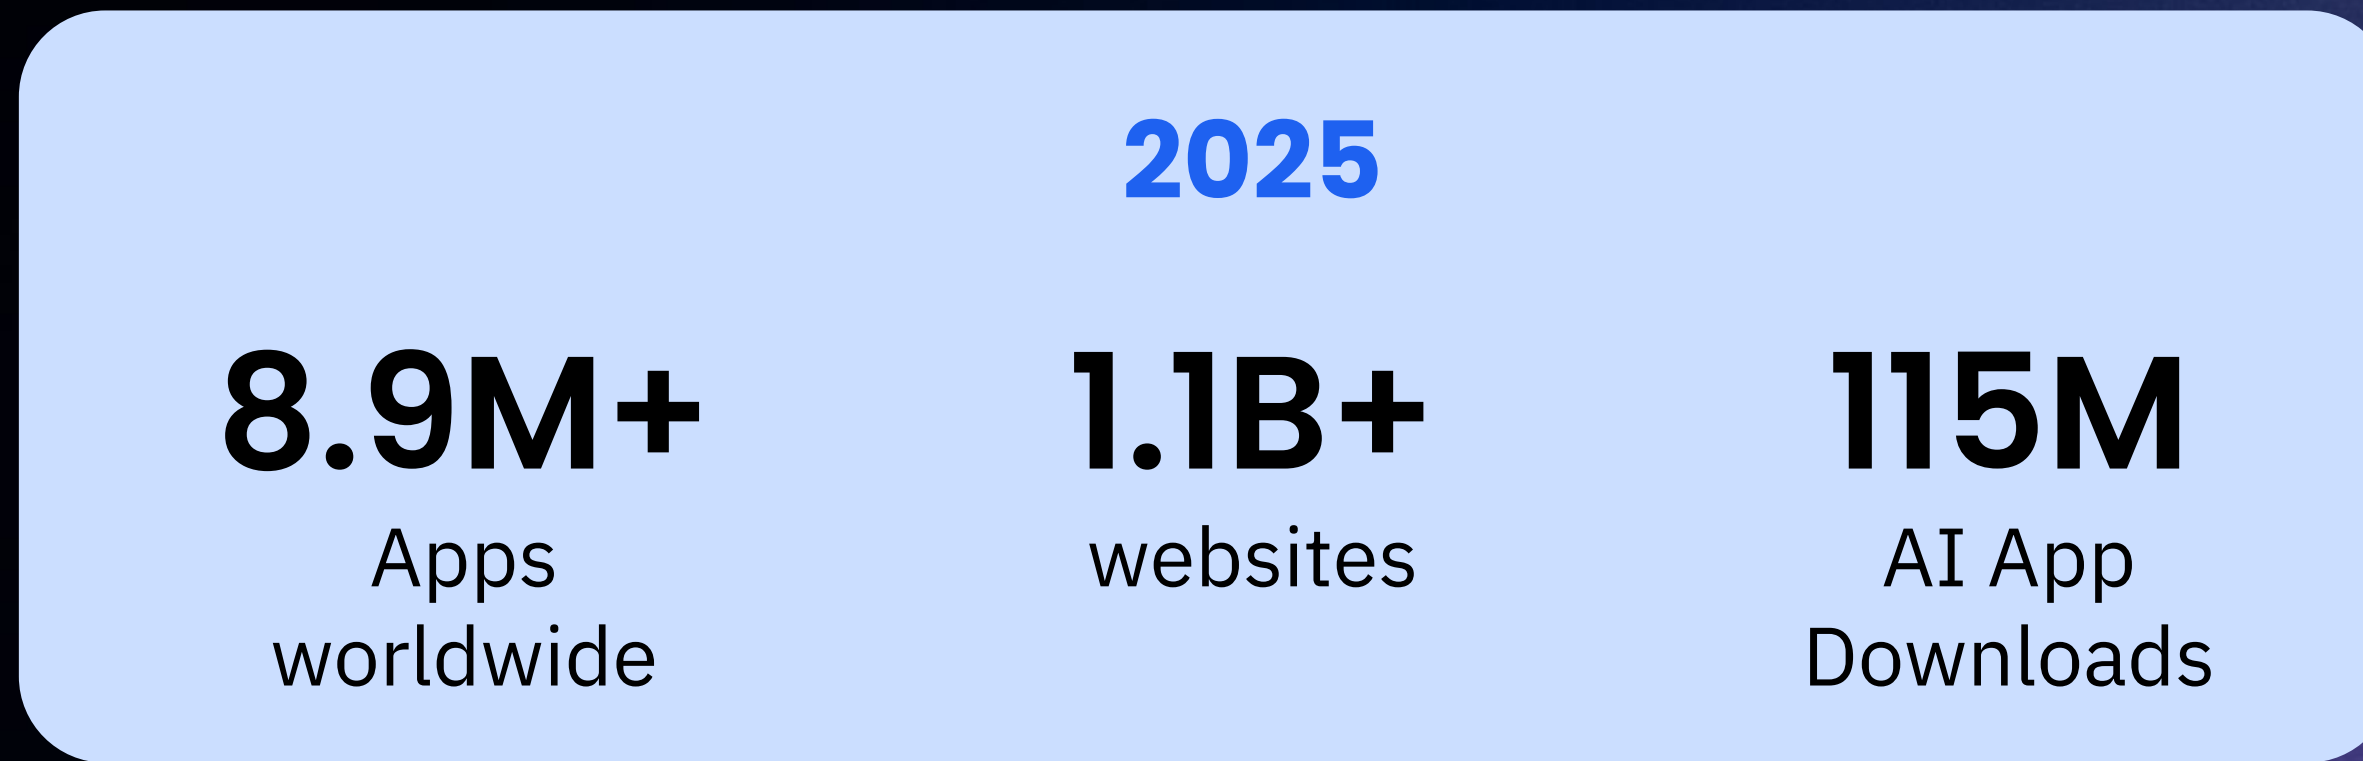 2025
8.9M+
Apps
worldwide
1.1B+
websites
115M
AI App
Downloads